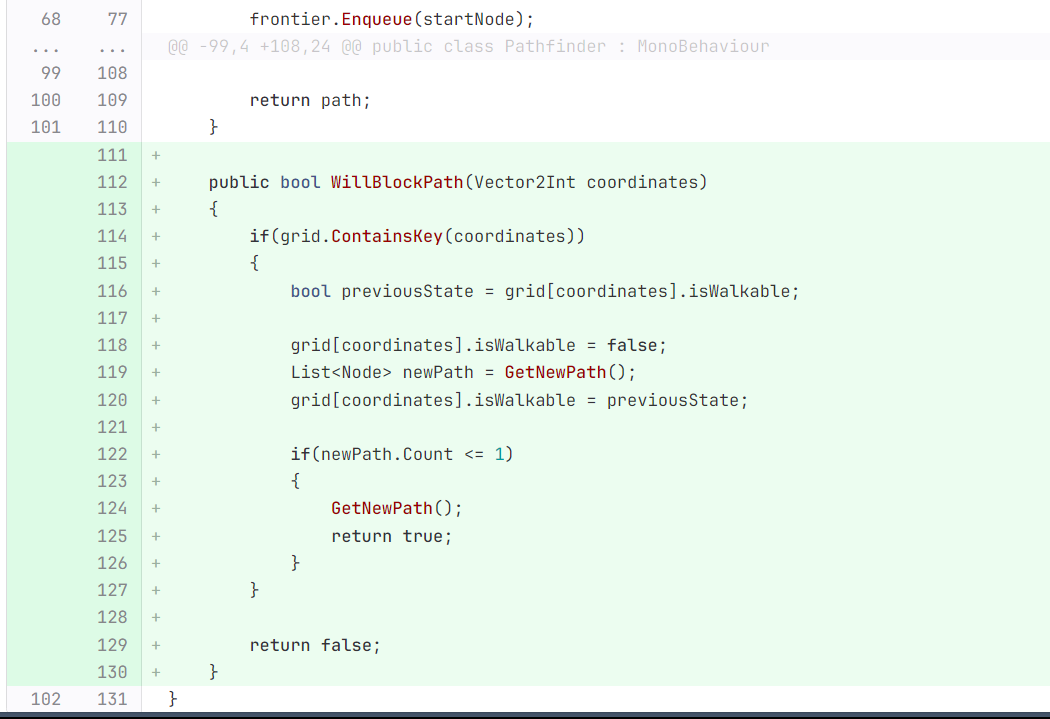 68 77 frontier.Enqueue(startNode);
... ... @@ -99,4 +108,24 @@ public class Pathfinder : MonoBehaviour
99 108
100 109 return path;
101 110 }
111 +
112 + public bool WillBlockPath(Vector2Int coordinates)
113 + {
114 + if(grid.ContainsKey(coordinates))
115 + {
116 + bool previousState = grid[coordinates].isWalkable;
117 +
118 + grid[coordinates].isWalkable = false;
119 + List<Node> newPath = GetNewPath();
120 + grid[coordinates].isWalkable = previousState;
121 +
122 + if(newPath.Count <= 1)
123 + {
124 + GetNewPath();
125 + return true;
126 + }
127 + }
128 +
129 + return false;
130 + }
102 131 }